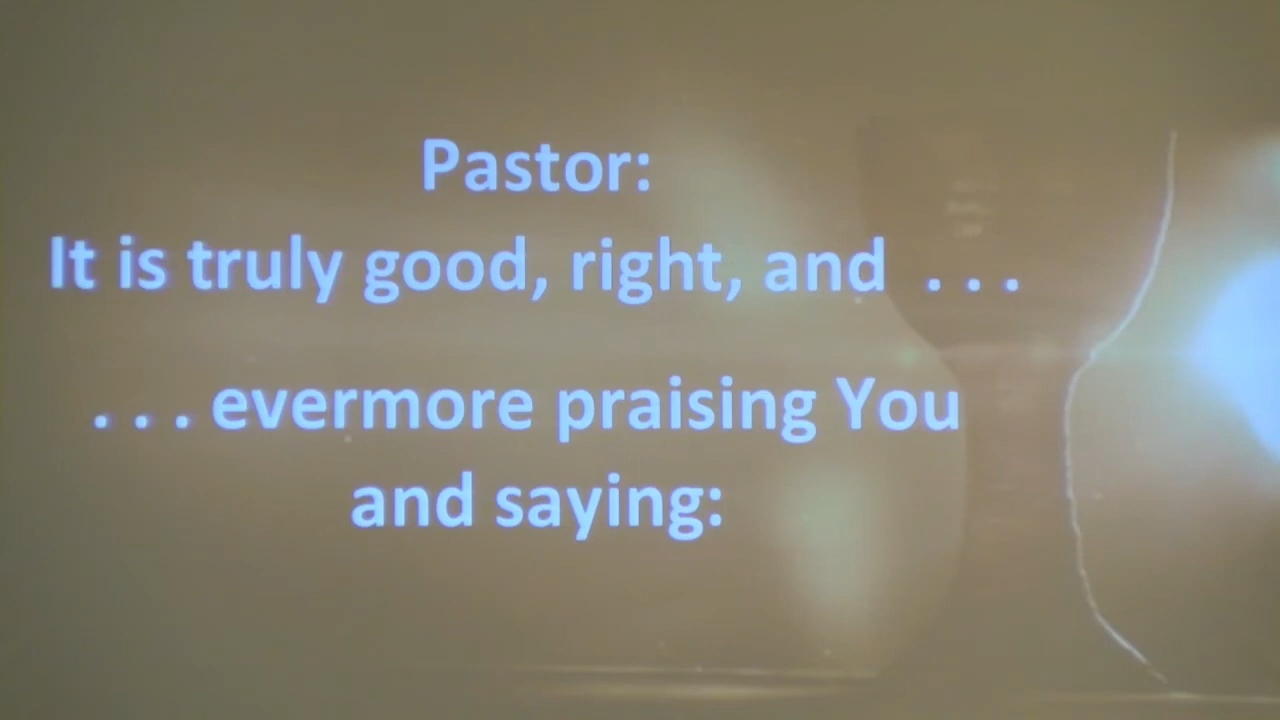 Pastor:
It is truly good, right, and . . .
. . . evermore praising You
and saying: